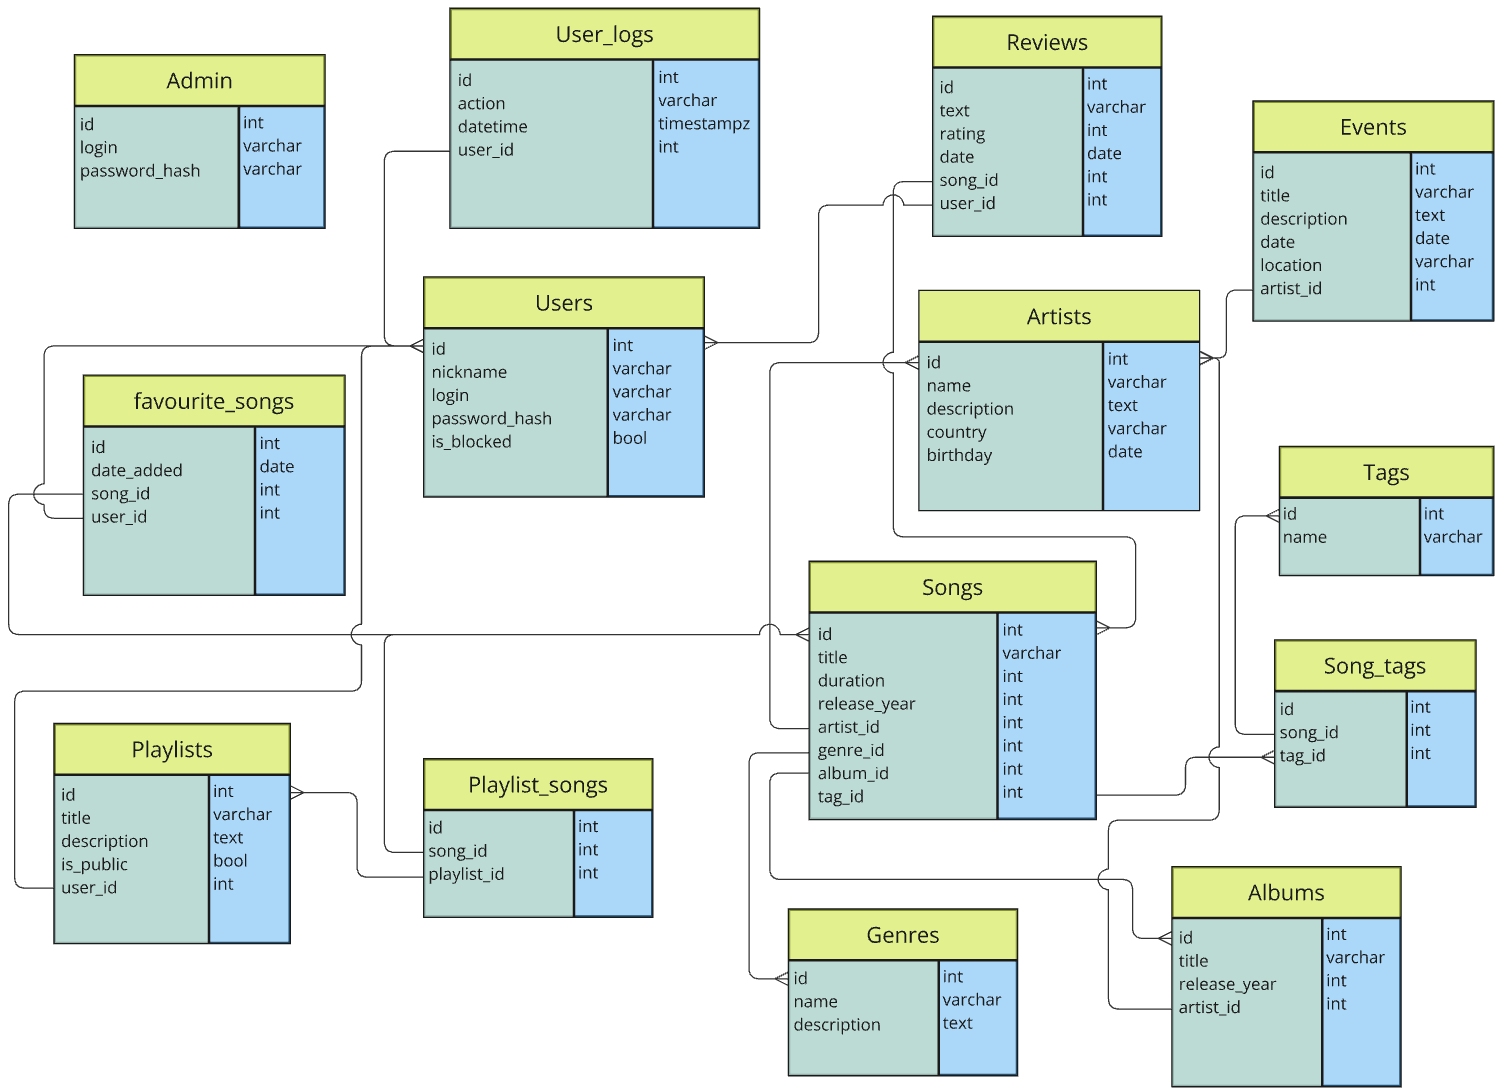 Admin
id int
login varchar
password_hash varchar
User_logs
id int
action varchar
datetime timestampz
user_id int
Reviews
id int
text varchar
rating int
date date
song_id int
user_id int
Events
id int
title varchar
description text
date date
location varchar
artist_id int
Users
id int
nickname varchar
login varchar
password_hash varchar
is_blocked bool
Artists
id int
name varchar
description text
country varchar
birthday date
favourite_songs
id int
date_added date
song_id int
user_id int
Tags
id int
name varchar
Songs
id int
title varchar
duration int
release_year int
artist_id int
genre_id int
album_id int
tag_id int
Song_tags
id int
song_id int
tag_id int
Playlists
id int
title varchar
description text
is_public bool
user_id int
Playlist_songs
id int
song_id int
playlist_id int
Genres
id int
name varchar
description text
Albums
id int
title varchar
release_year int
artist_id int